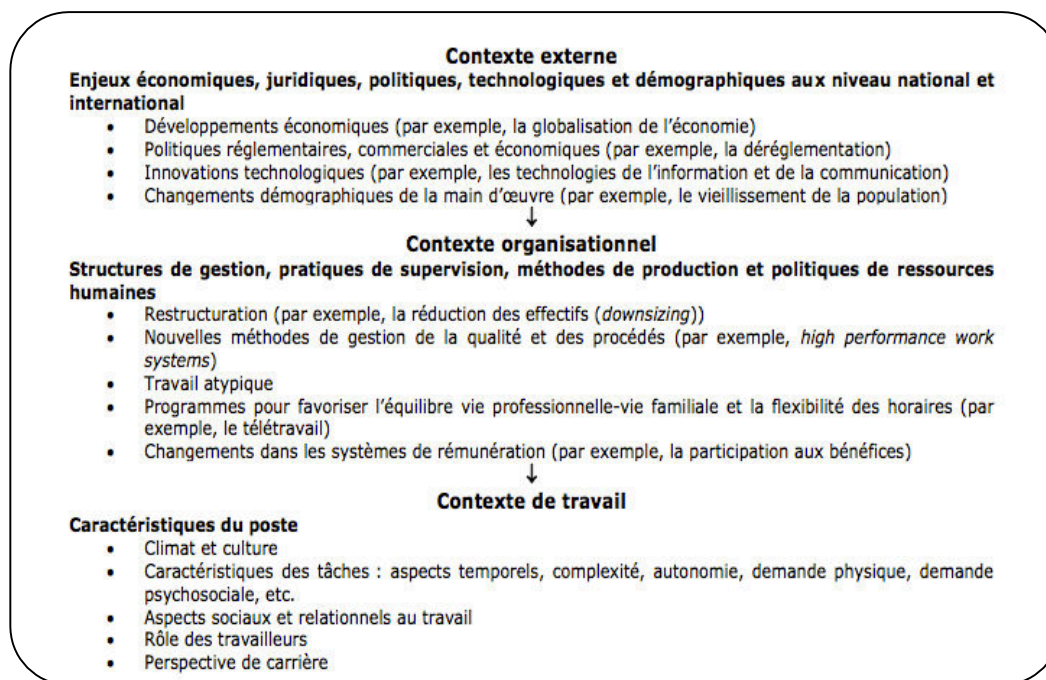 Contexte externe
Enjeux économiques, juridiques, politiques, technologiques et démographiques aux niveau national et
international
• Développements économiques (par exemple, la globalisation de l'économie)
• Politiques réglementaires, commerciales et économiques (par exemple, la déréglementation)
• Innovations technologiques (par exemple, les technologies de l'information et de la communication)
• Changements démographiques de la main d'œuvre (par exemple, le vieillissement de la population)
↓
Contexte organisationnel
Structures de gestion, pratiques de supervision, méthodes de production et politiques de ressources
humaines
• Restructuration (par exemple, la réduction des effectifs (downsizing))
• Nouvelles méthodes de gestion de la qualité et des procédés (par exemple, high performance work
systems)
• Travail atypique
• Programmes pour favoriser l'équilibre vie professionnelle-vie familiale et la flexibilité des horaires (par
exemple, le télétravail)
• Changements dans les systèmes de rémunération (par exemple, la participation aux bénéfices)
↓
Contexte de travail
Caractéristiques du poste
• Climat et culture
• Caractéristiques des tâches : aspects temporels, complexité, autonomie, demande physique, demande
psychosociale, etc.
• Aspects sociaux et relationnels au travail
• Rôle des travailleurs
• Perspective de carrière